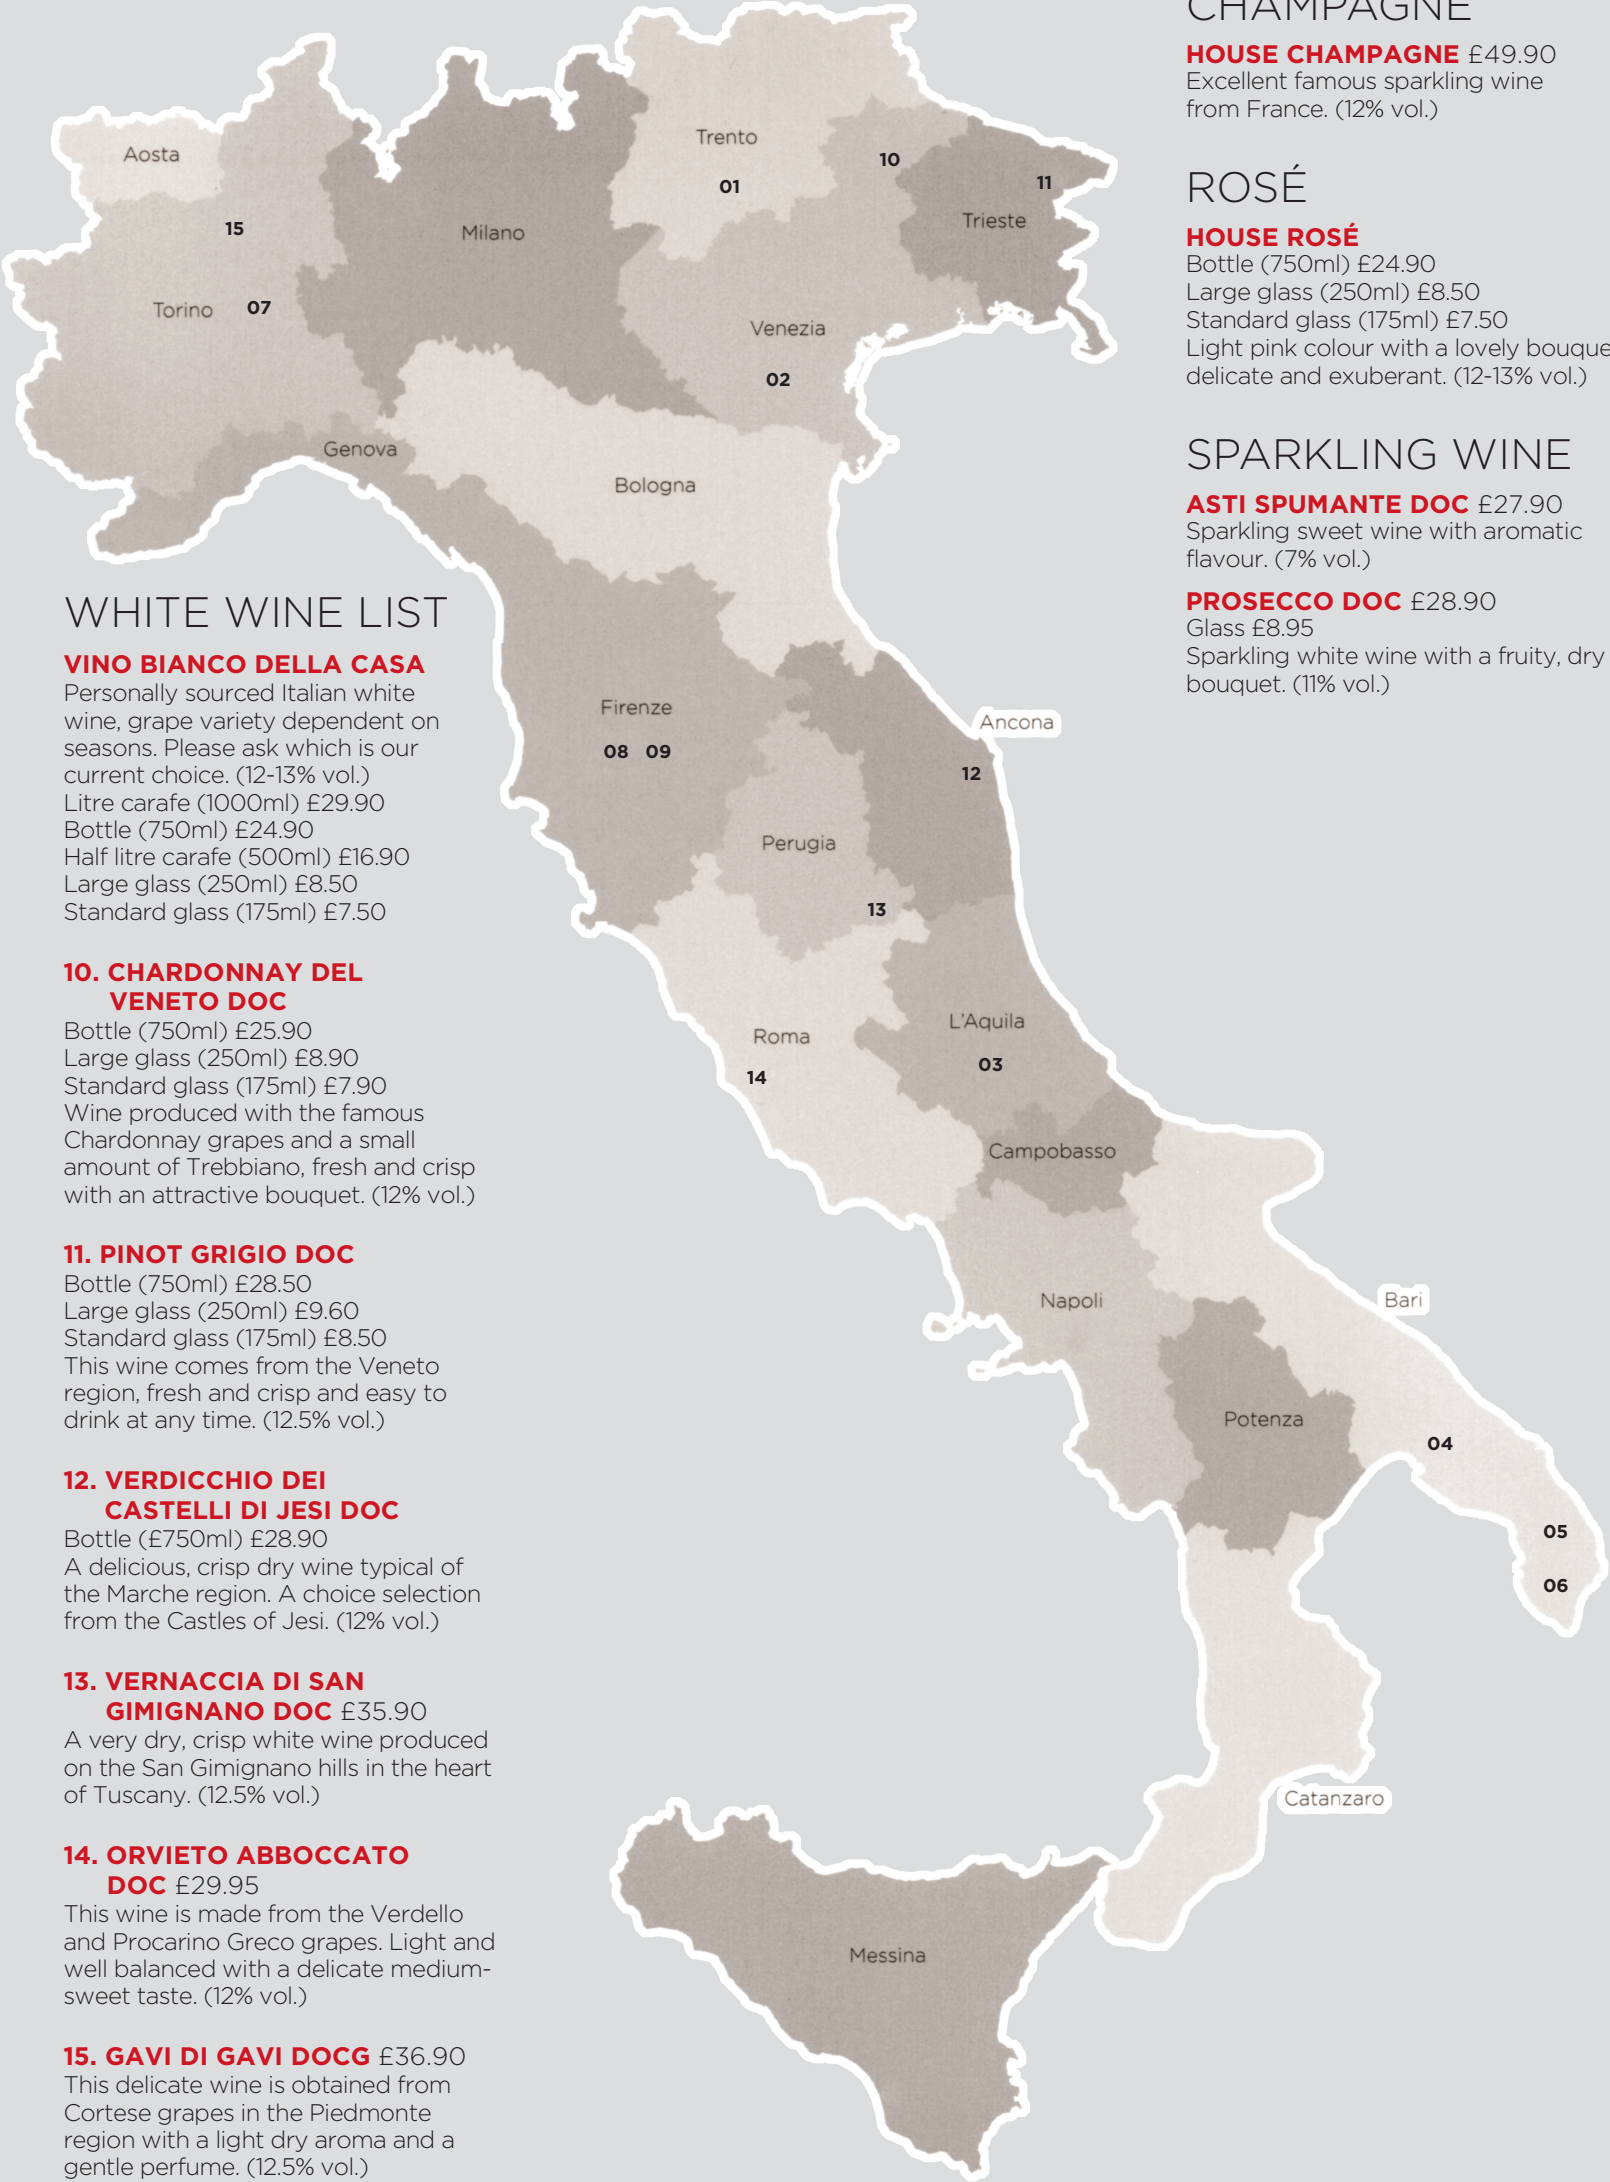 CHAMPAGNE
HOUSE CHAMPAGNE £49.90
Excellent famous sparkling wine
from France. (12% vol.)
ROSÉ
HOUSE ROSÉ
Bottle (750ml) £24.90
Large glass (250ml) £8.50
Standard glass (175ml) £7.50
Light pink colour with a lovely bouque
delicate and exuberant. (12-13% vol.)
SPARKLING WINE
ASTI SPUMANTE DOC £27.90
Sparkling sweet wine with aromatic
flavour. (7% vol.)
PROSECCO DOC £28.90
Glass £8.95
Sparkling white wine with a fruity, dry
bouquet. (11% vol.)
Aosta
Trento
01
10
11
Trieste
15
Milano
Torino 07
Venezia
02
Genova
Bologna
Firenze
08 09
Ancona
12
Perugia
13
L'Aquila
03
Roma
14
Campobasso
Napoli
Bari
Potenza
04
05
06
Catanzaro
Messina
WHITE WINE LIST
VINO BIANCO DELLA CASA
Personally sourced Italian white
wine, grape variety dependent on
seasons. Please ask which is our
current choice. (12-13% vol.)
Litre carafe (1000ml) £29.90
Bottle (750ml) £24.90
Half litre carafe (500ml) £16.90
Large glass (250ml) £8.50
Standard glass (175ml) £7.50
10. CHARDONNAY DEL
VENETO DOC
Bottle (750ml) £25.90
Large glass (250ml) £8.90
Standard glass (175ml) £7.90
Wine produced with the famous
Chardonnay grapes and a small
amount of Trebbiano, fresh and crisp
with an attractive bouquet. (12% vol.)
11. PINOT GRIGIO DOC
Bottle (750ml) £28.50
Large glass (250ml) £9.60
Standard glass (175ml) £8.50
This wine comes from the Veneto
region, fresh and crisp and easy to
drink at any time. (12.5% vol.)
12. VERDICCHIO DEI
CASTELLI DI JESI DOC
Bottle (£750ml) £28.90
A delicious, crisp dry wine typical of
the Marche region. A choice selection
from the Castles of Jesi. (12% vol.)
13. VERNACCIA DI SAN
GIMIGNANO DOC £35.90
A very dry, crisp white wine produced
on the San Gimignano hills in the heart
of Tuscany. (12.5% vol.)
14. ORVIETO ABBOCCATO
DOC £29.95
This wine is made from the Verdello
and Procarino Greco grapes. Light and
well balanced with a delicate medium-
sweet taste. (12% vol.)
15. GAVI DI GAVI DOCG £36.90
This delicate wine is obtained from
Cortese grapes in the Piedmonte
region with a light dry aroma and a
gentle perfume. (12.5% vol.)